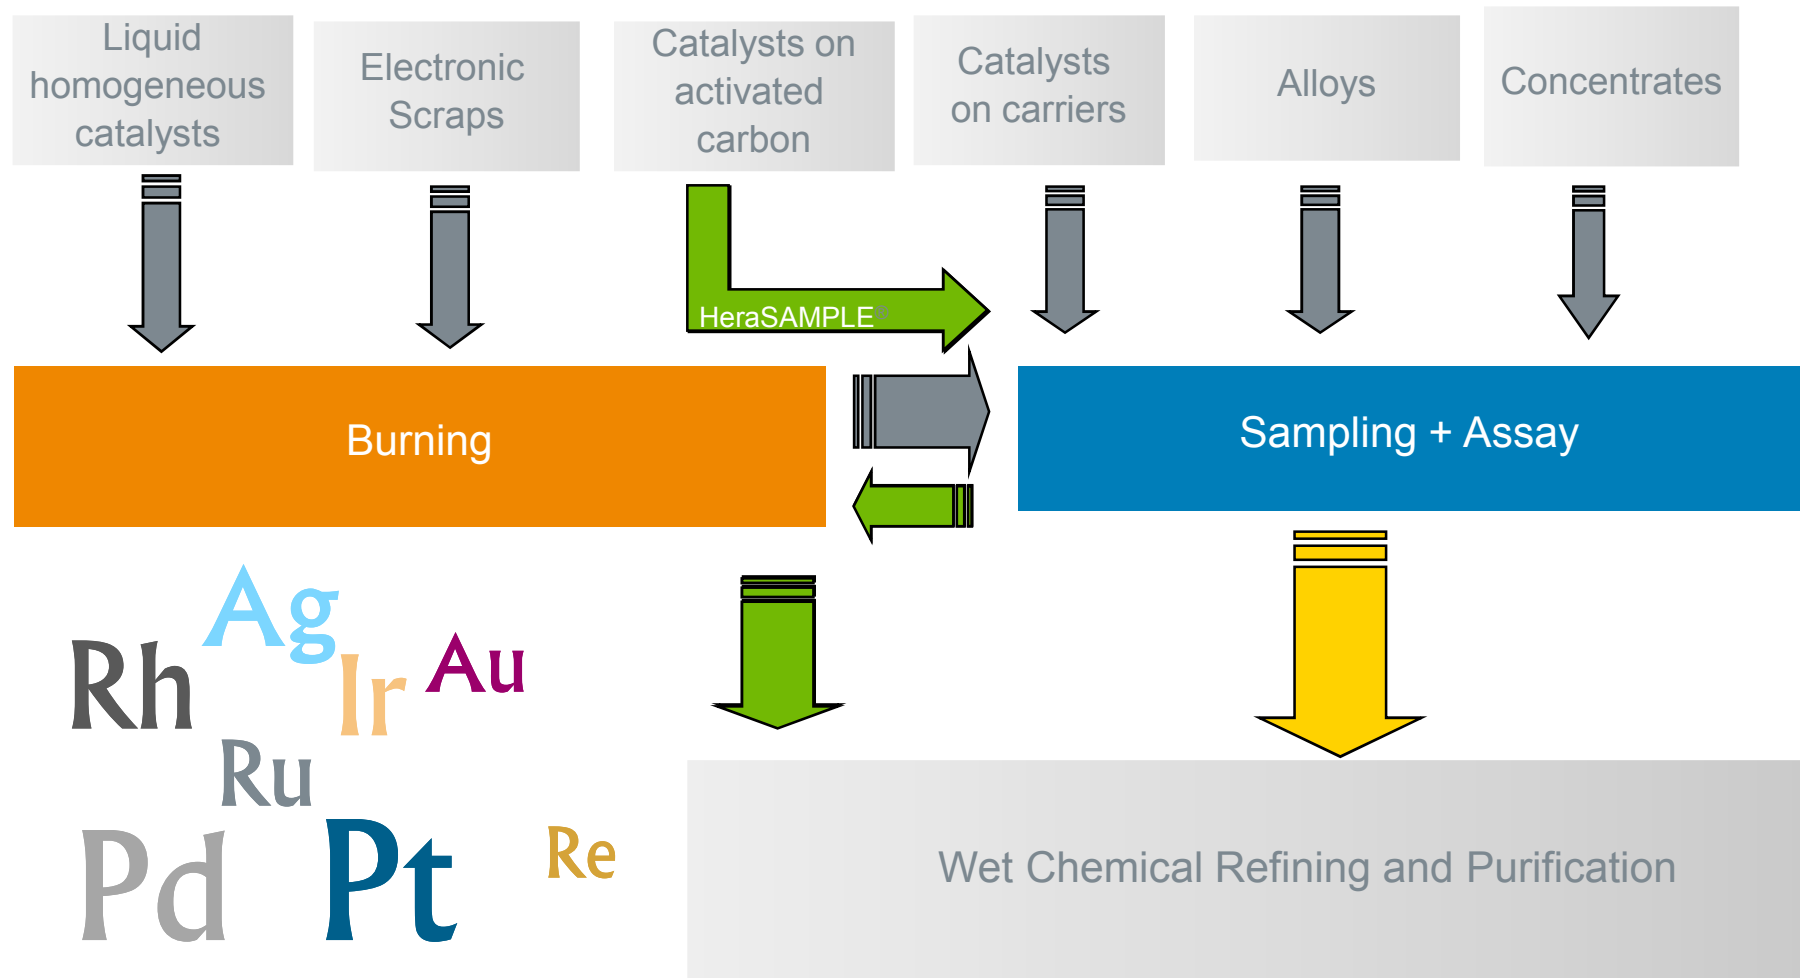 Liquid
homogeneous
catalysts
Electronic
Scraps
Catalysts on
activated
carbon
Catalysts
on carriers
Alloys
Concentrates
HeraSAMPLE®
Burning
Sampling + Assay
Ag
Rh
Ir
Au
Ru
Pd
Pt
Re
Wet Chemical Refining and Purification